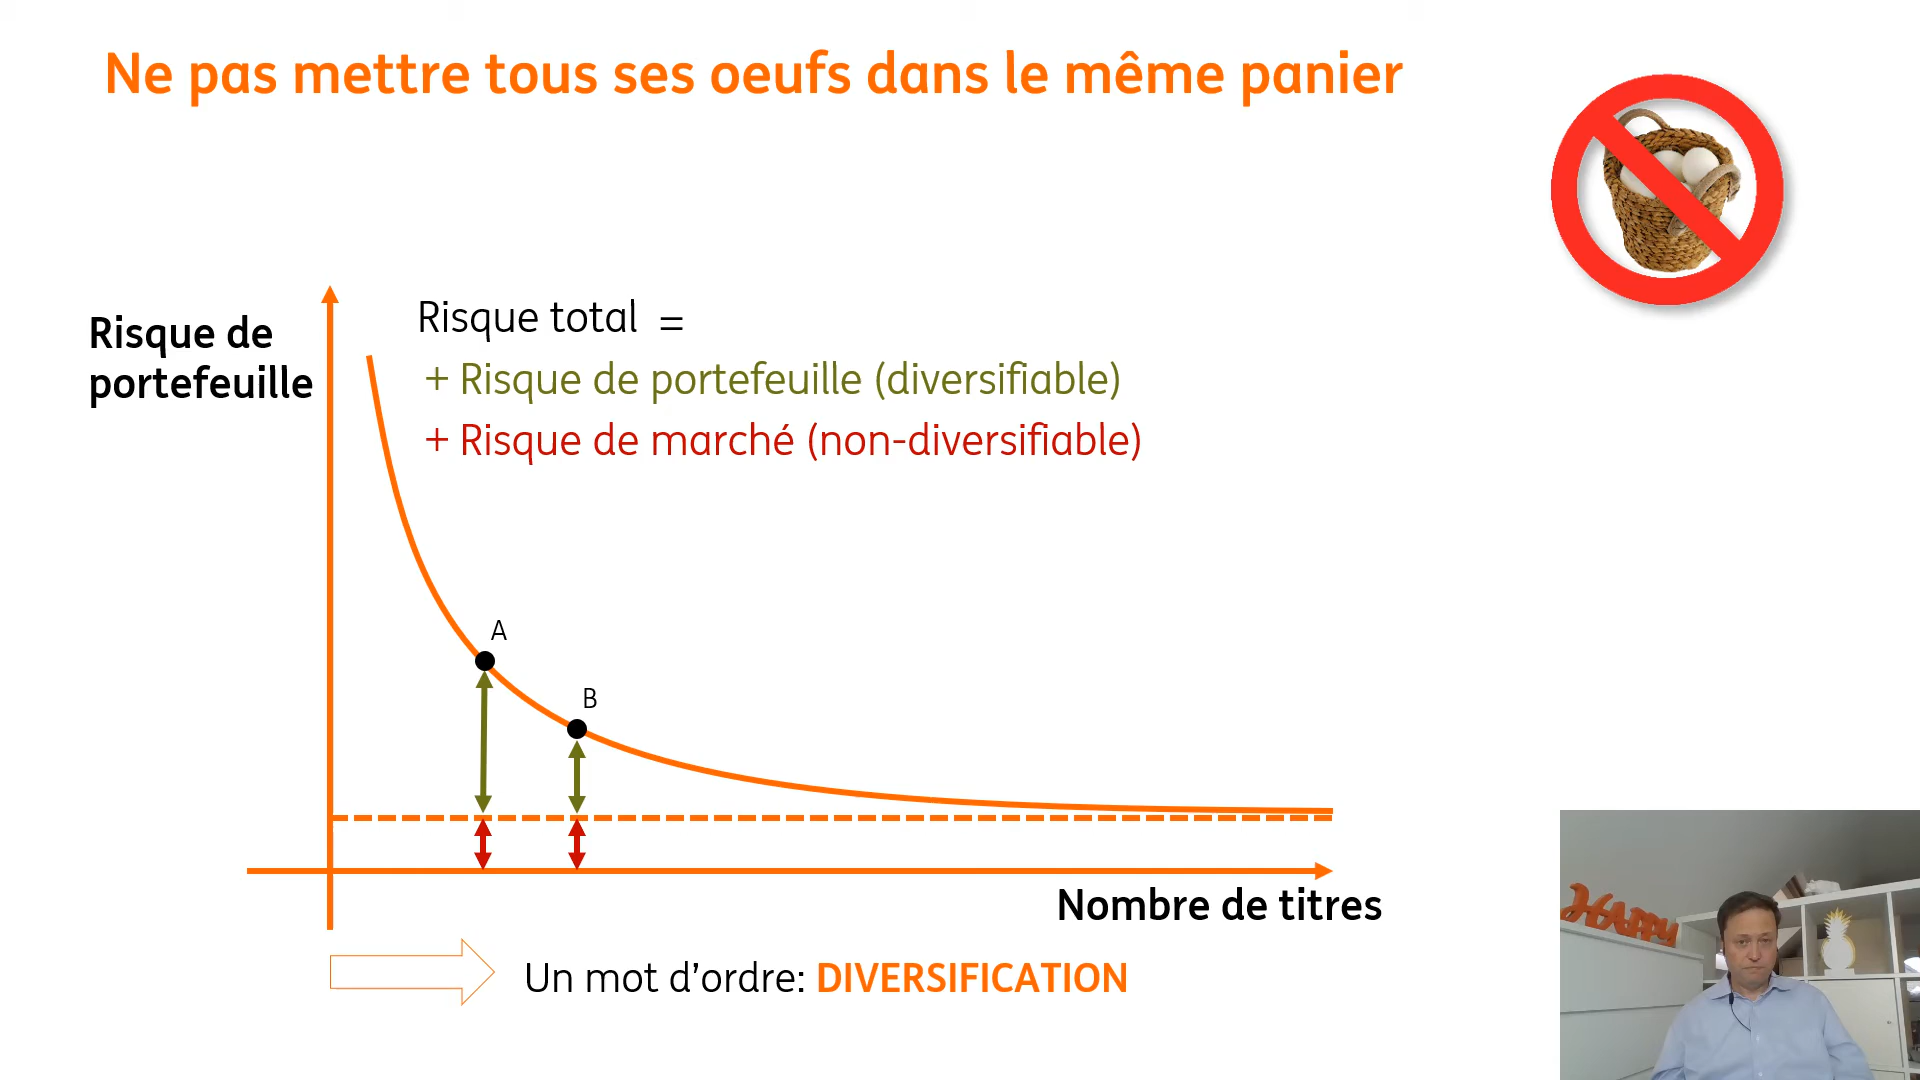 Ne pas mettre tous ses oeufs dans le même panier
Risque de
portefeuille
Risque total =
+ Risque de portefeuille (diversifiable)
+ Risque de marché (non-diversifiable)
A
B
Nombre de titres
Un mot d’ordre: DIVERSIFICATION
HAPPY